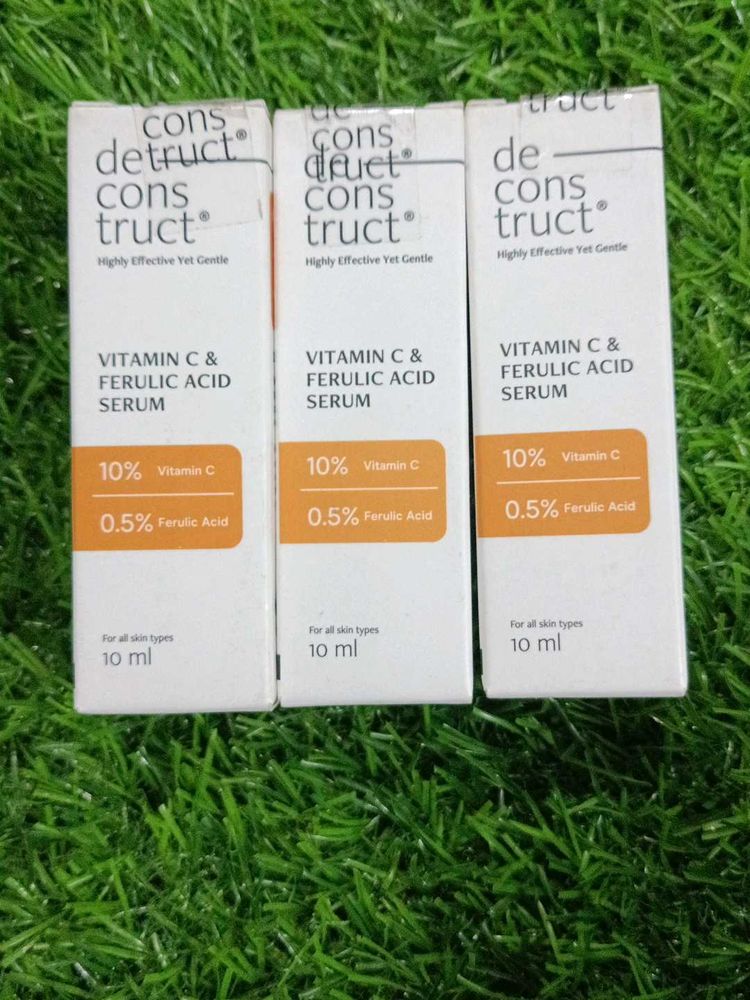 cons
truct®
de
cons
truct®
Highly Effective Yet Gentle
VITAMIN C &
FERULIC ACID
SERUM
10% Vitamin C
0.5% Ferulic Acid
For all skin types
10 ml
de
cons
truct®
de
cons
truct®
Highly Effective Yet Gentle
VITAMIN C &
FERULIC ACID
SERUM
10% Vitamin C
0.5% Ferulic Acid
For all skin types
10 ml
truct
de
cons
truct®
Highly Effective Yet Gentle
VITAMIN C &
FERULIC ACID
SERUM
10% Vitamin C
0.5% Ferulic Acid
For all skin types
10 ml